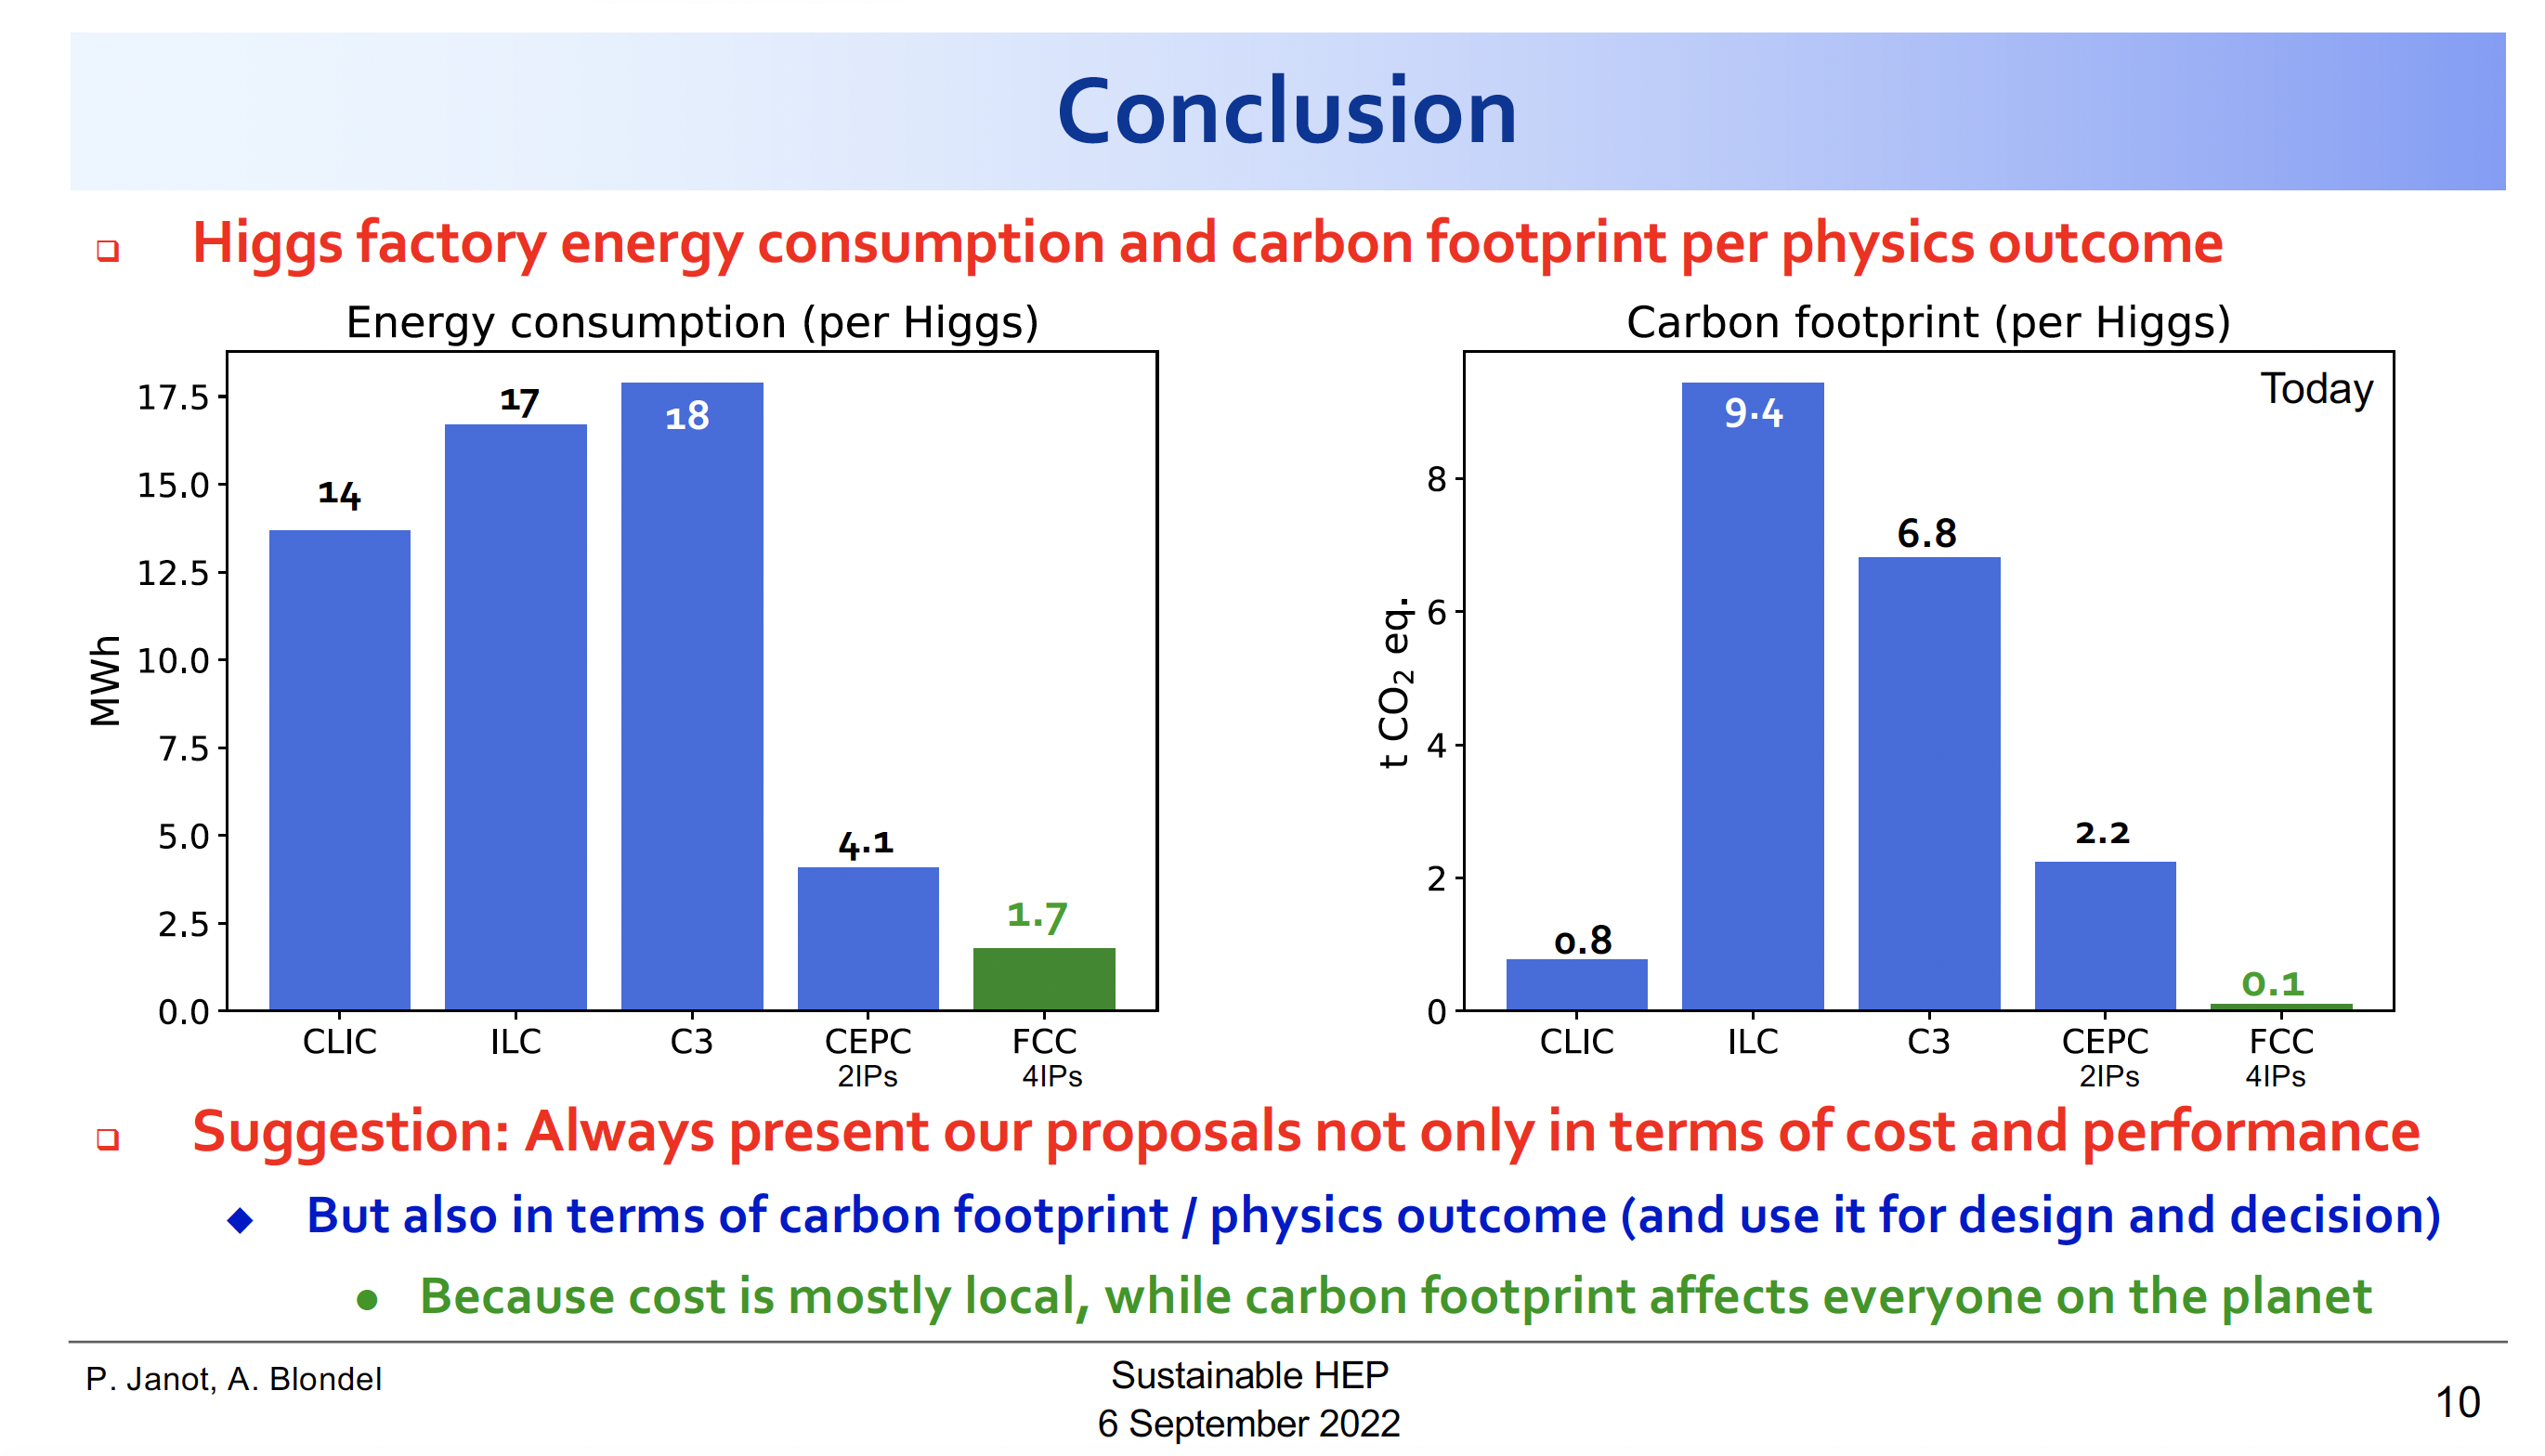 Conclusion
Higgs factory energy consumption and carbon footprint per physics outcome
Energy consumption (per Higgs)
17.5
15.0
12.5
10.0
7.5
5.0
2.5
0.0
MWh
14
17
18
4.1
1.7
CLIC ILC C3 CEPC FCC
2IPs 4IPs
Carbon footprint (per Higgs)
Today
8
6
4
2
0
t CO₂ eq.
0.8
9.4
6.8
2.2
0.1
CLIC ILC C3 CEPC FCC
2IPs 4IPs
Suggestion: Always present our proposals not only in terms of cost and performance
But also in terms of carbon footprint / physics outcome (and use it for design and decision)
Because cost is mostly local, while carbon footprint affects everyone on the planet
P. Janot, A. Blondel
Sustainable HEP
6 September 2022
10